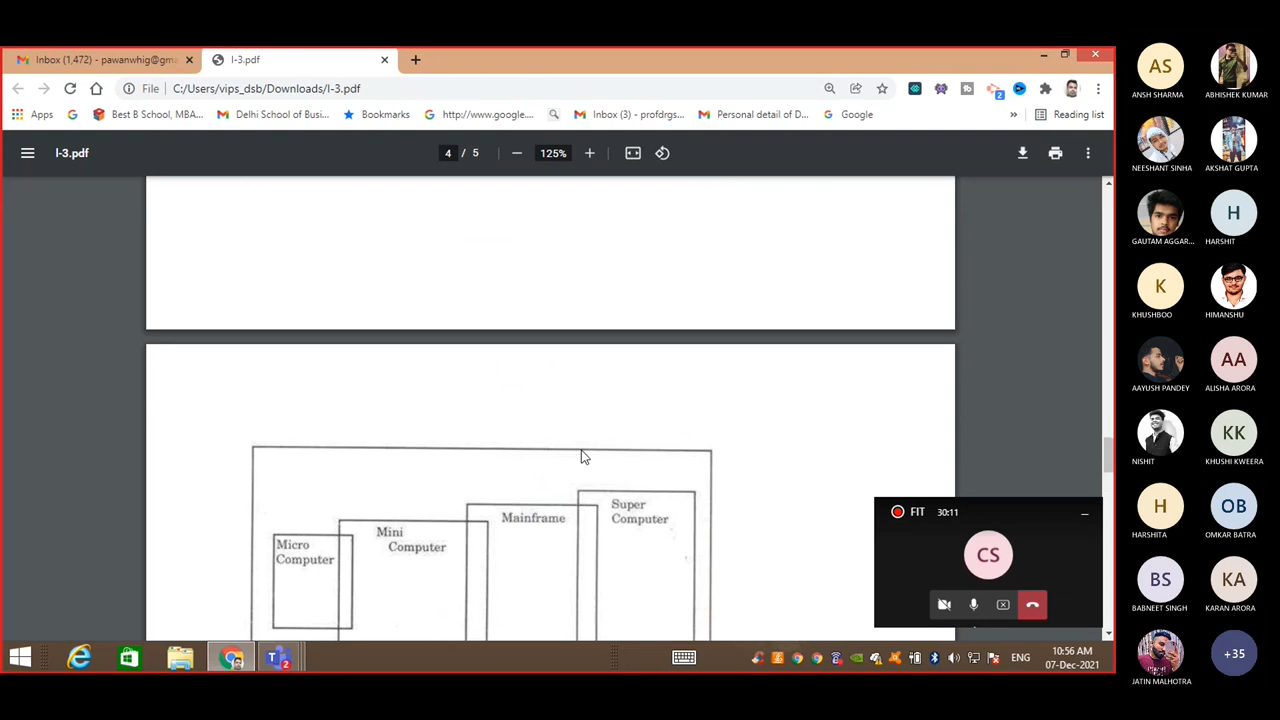 Inbox (1,472) - pawanwhig@gma
I-3.pdf
File
C:/Users/vips_dsb/Downloads/I-3.pdf
Apps
Best B School, MBA...
Delhi School of Busi...
Bookmarks
http://www.google...
Inbox (3) - profdrgs...
Personal detail of D...
Google
»
Reading list
2
I-3.pdf
4 / 5
125%
Micro
Computer
Mini
Computer
Mainframe
Super
Computer
FIT 30:11
CS
2
ENG
10:56 AM
07-Dec-2021
AS
ANSH SHARMA
ABHISHEK KUMAR
NEESHANT SINHA
AKSHAT GUPTA
GAUTAM AGGAR...
H
HARSHIT
K
KHUSHBOO
HIMANSHU
AAYUSH PANDEY
AA
ALISHA ARORA
NISHIT
KK
KHUSHI KWEERA
H
HARSHITA
OB
OMKAR BATRA
BS
BABNEET SINGH
KA
KARAN ARORA
JATIN MALHOTRA
+35